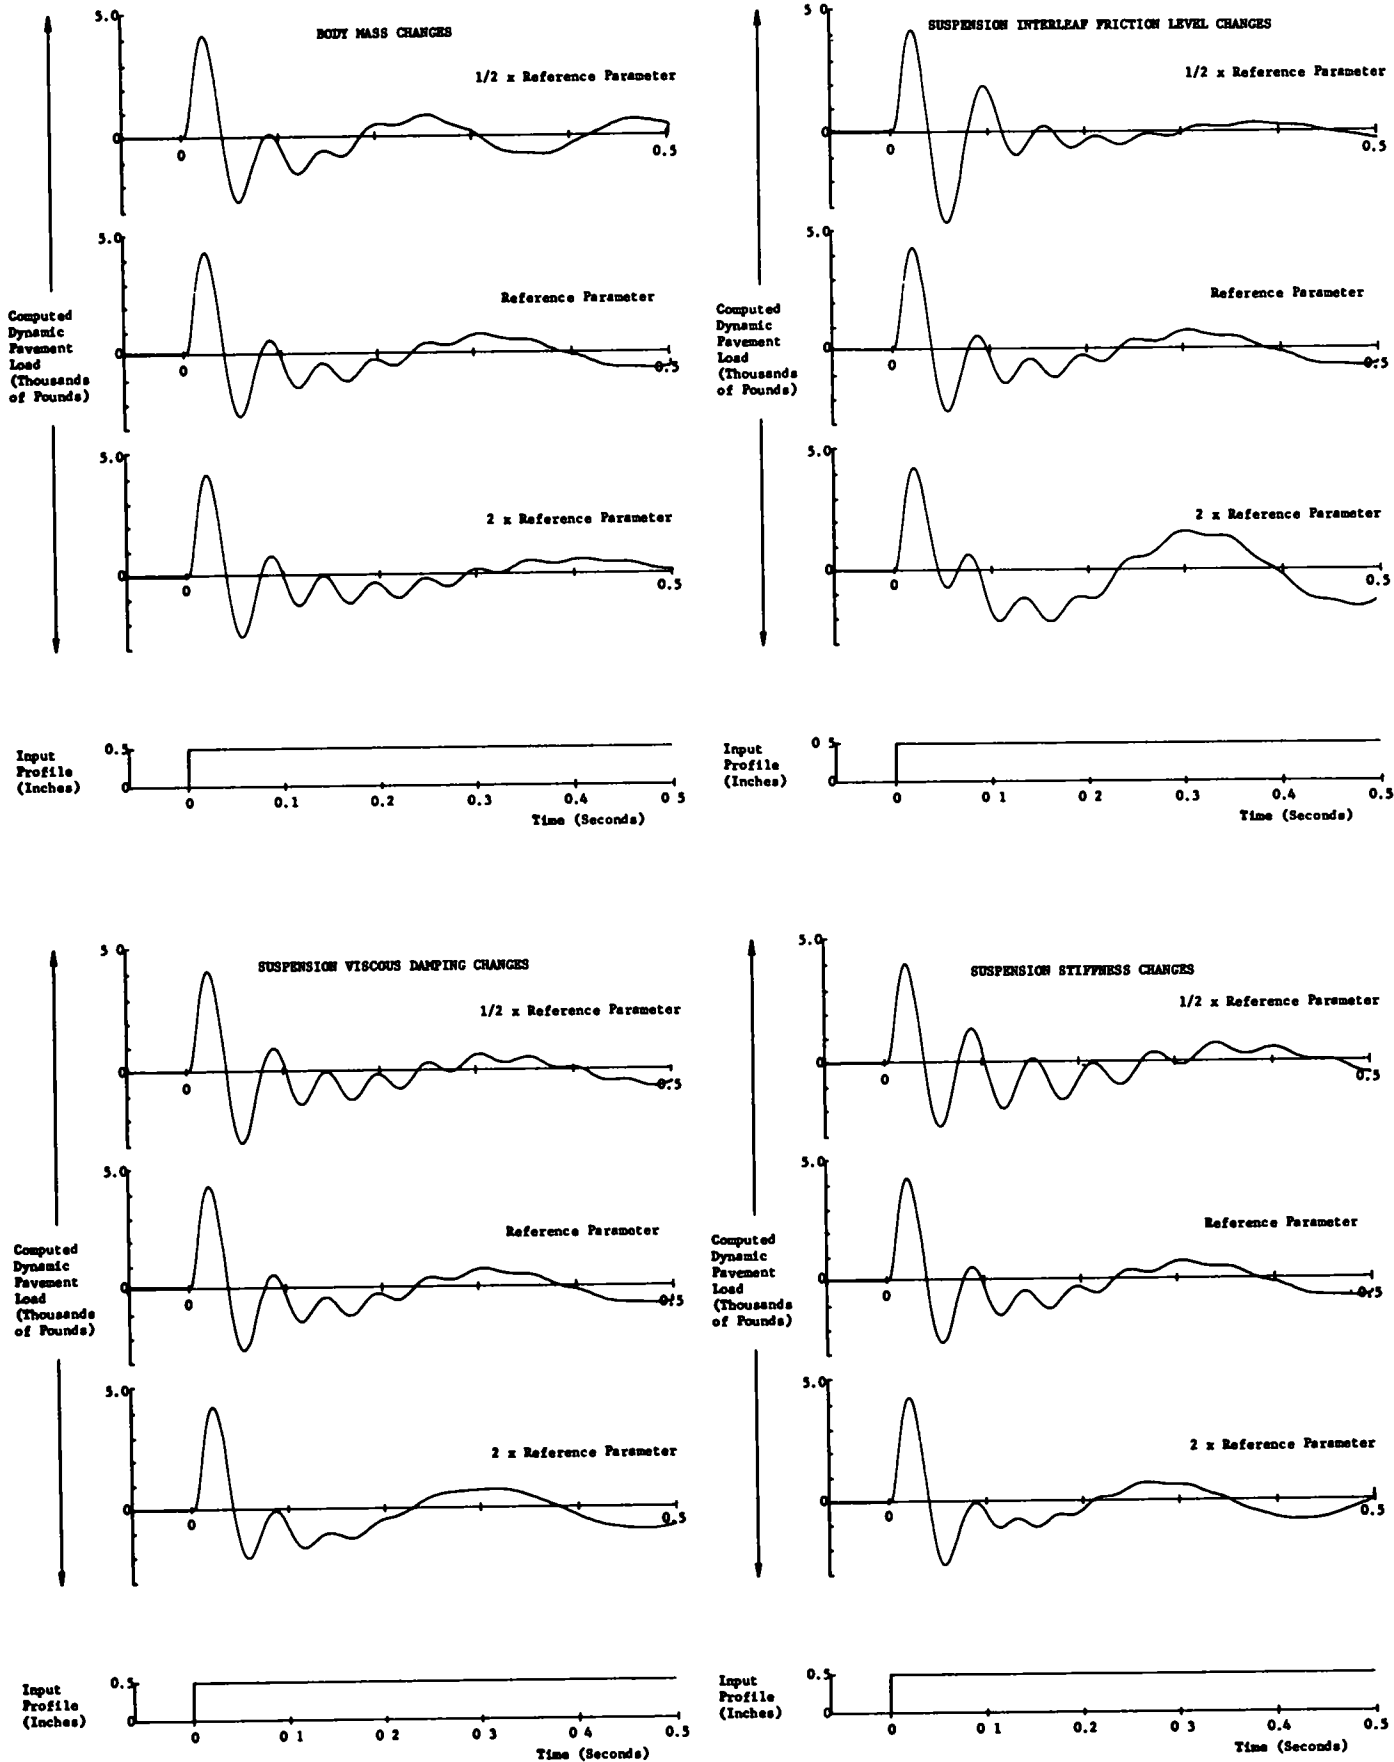 BODY MASS CHANGES
5.0
1/2 x Reference Parameter
0
0
0.5
5.0
Reference Parameter
Computed
Dynamic
Pavement
Load
(Thousands
of Pounds)
0
0
0.5
5.0
2 x Reference Parameter
0
0
0.5
Input
Profile
(Inches)
0.5
0
0
0.1
0.2
0.3
0.4
0.5
Time (Seconds)
SUSPENSION INTERLEAF FRICTION LEVEL CHANGES
5 0
1/2 x Reference Parameter
0
0
0.5
5.0
Reference Parameter
Computed
Dynamic
Pavement
Load
(Thousands
of Pounds)
0
0
0.5
5.0
2 x Reference Parameter
0
0
0.5
Input
Profile
(Inches)
0 5
0
0
0 1
0 2
0.3
0.4
0 5
Time (Seconds)
SUSPENSION VISCOUS DAMPING CHANGES
5 0
1/2 x Reference Parameter
0
0
0.5
5.0
Reference Parameter
Computed
Dynamic
Pavement
Load
(Thousands
of Pounds)
0
0
0.5
5.0
2 x Reference Parameter
0
0
0.5
Input
Profile
(Inches)
0.5
0
0
0 1
0 2
0 3
0 4
0.5
Time (Seconds)
SUSPENSION STIFFNESS CHANGES
5.0
1/2 x Reference Parameter
0
0
0.5
5.0
Reference Parameter
Computed
Dynamic
Pavement
Load
(Thousands
of Pounds)
0
0
0.5
5.0
2 x Reference Parameter
0
0
0.5
Input
Profile
(Inches)
0.5
0
0
0 1
0.2
0.3
0.4
0.5
Time (Seconds)